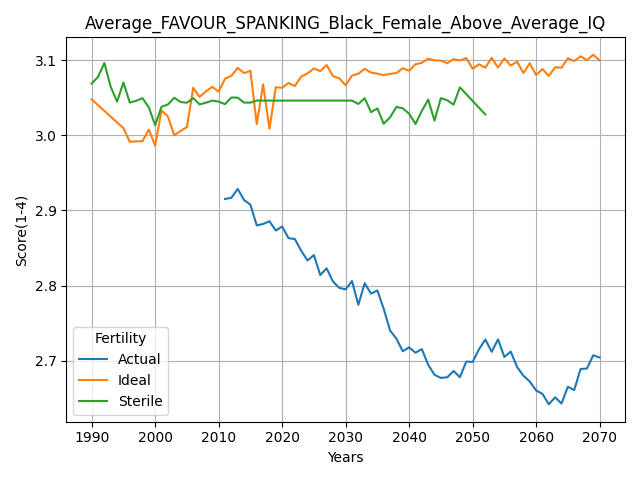 Average_FAVOUR_SPANKING_Black_Female_Above_Average_IQ
Score(1-4)
3.1
3.0
2.9
2.8
2.7
Fertility
Actual
Ideal
Sterile
1990 2000 2010 2020 2030 2040 2050 2060 2070
Years